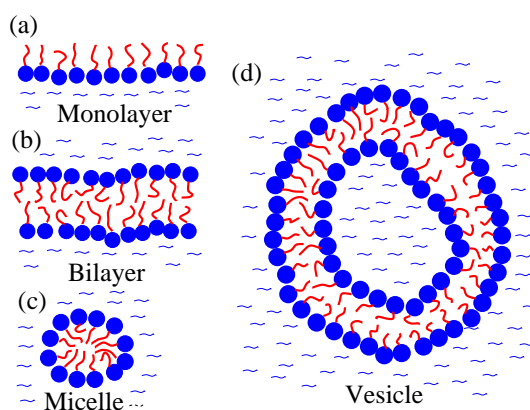 (a)
Monolayer
(b)
Bilayer
(c)
Micelle
(d)
Vesicle